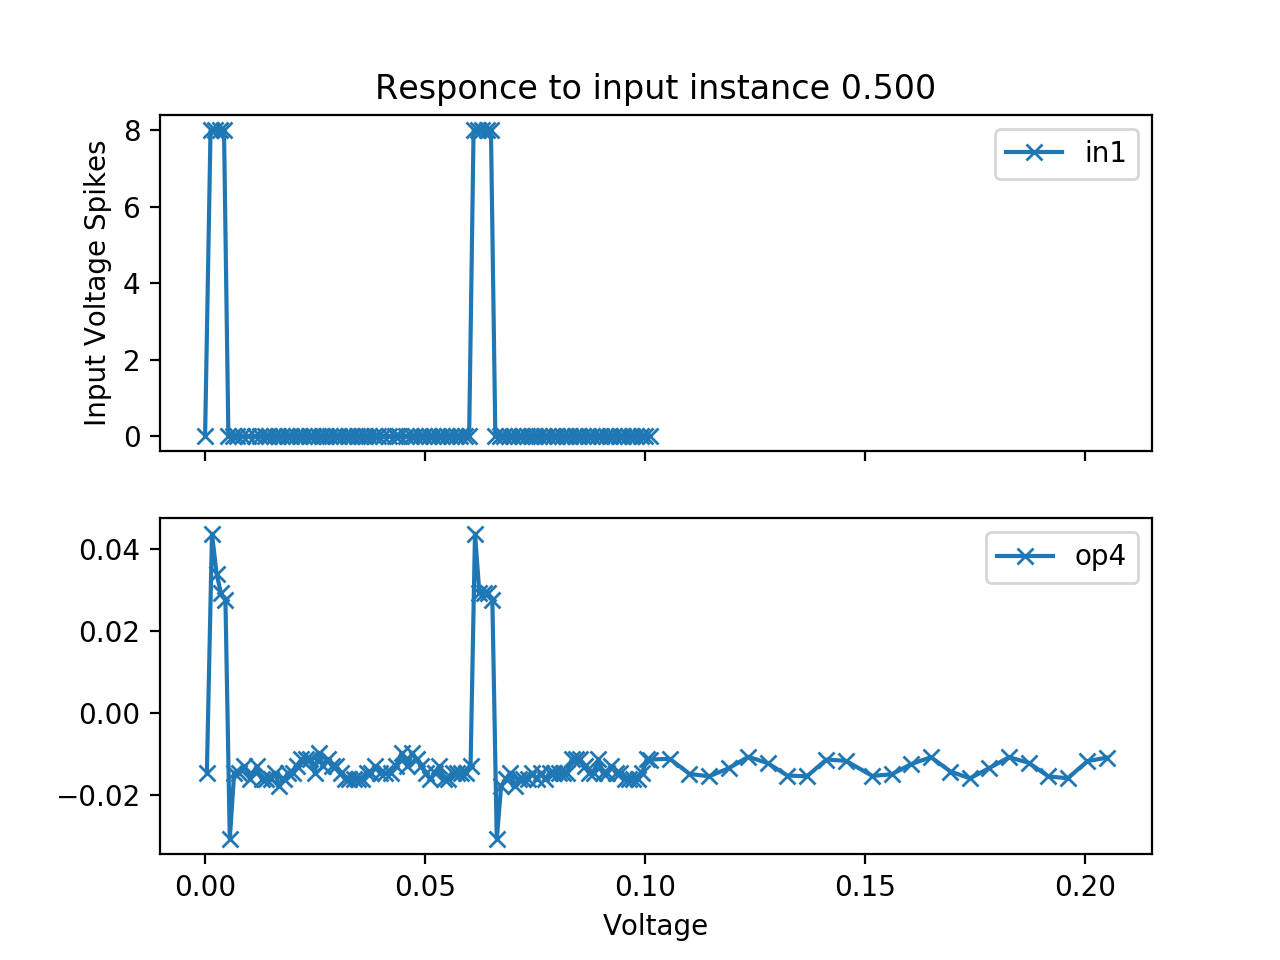 Responce to input instance 0.500
8
6
4
2
0
Input Voltage Spikes
in1
0.04
0.02
0.00
−0.02
op4
0.00 0.05 0.10 0.15 0.20
Voltage